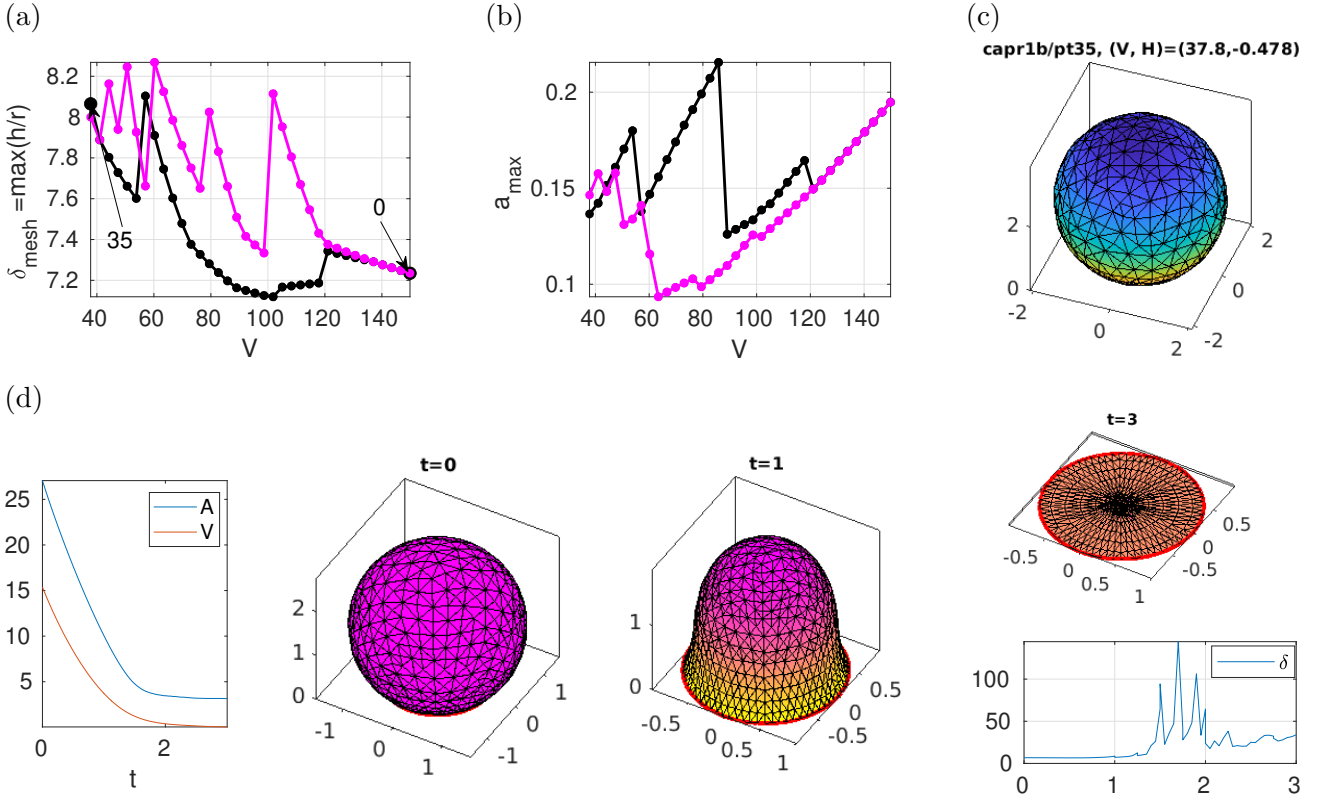 (a)
(b)
(c)
δmesh =max(h/r)
8.2
8
7.8
7.6
7.4
7.2
35
0
40 60 80 100 120 140
V
amax
0.2
0.15
0.1
40 60 80 100 120 140
V
capr1b/pt35, (V, H)=(37.8,-0.478)
2
0
-2
0
2
-2
0
2
(d)
25
20
15
10
5
0 2
t
A
V
t=0
2
1
0
-1
0
1
-1
0
1
t=1
1
0
-0.5
0
0.5
1
-0.5
0
0.5
t=3
-0.5
0
0.5
1
-0.5
0
0.5
δ
100
50
0
0 1 2 3